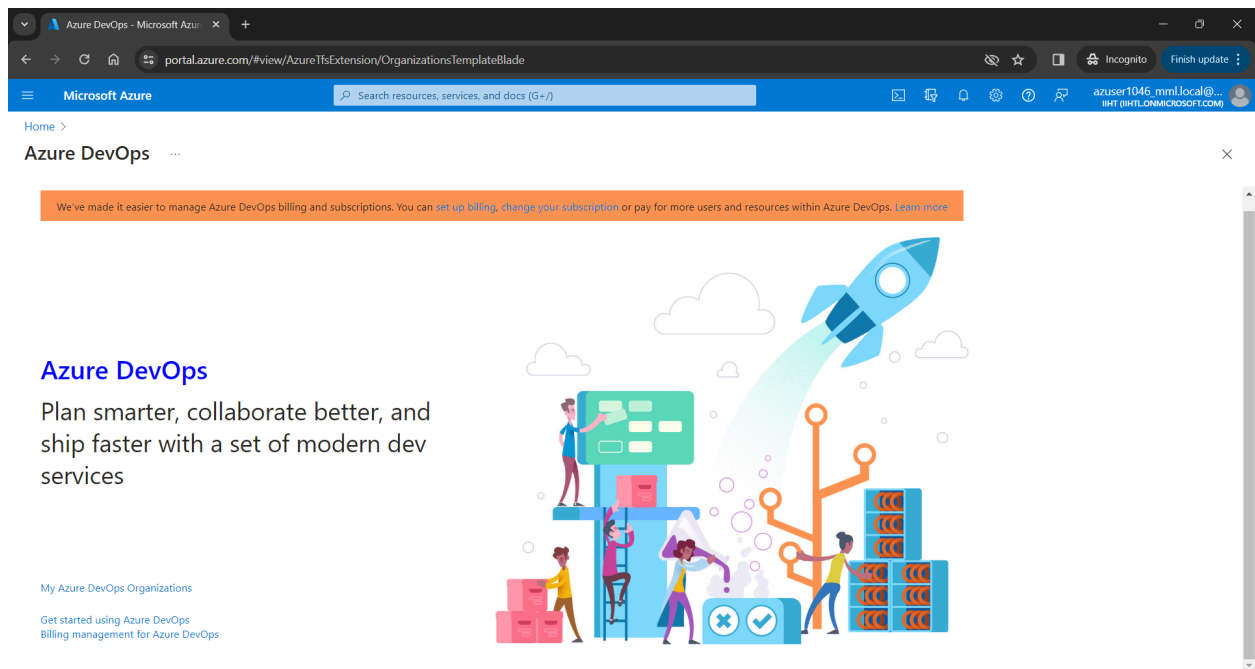 Azure DevOps - Microsoft Azur
portal.azure.com/#view/AzureTfsExtension/OrganizationsTemplateBlade
Incognito
Finish update
Microsoft Azure
Search resources, services, and docs (G+/)
azuser1046_mml.local@...
IIHT (IIHTL.ONMICROSOFT.COM)
Home >
Azure DevOps ...
We've made it easier to manage Azure DevOps billing and subscriptions. You can set up billing, change your subscription or pay for more users and resources within Azure DevOps. Learn more
Azure DevOps
Plan smarter, collaborate better, and
ship faster with a set of modern dev
services
My Azure DevOps Organizations
Get started using Azure DevOps
Billing management for Azure DevOps